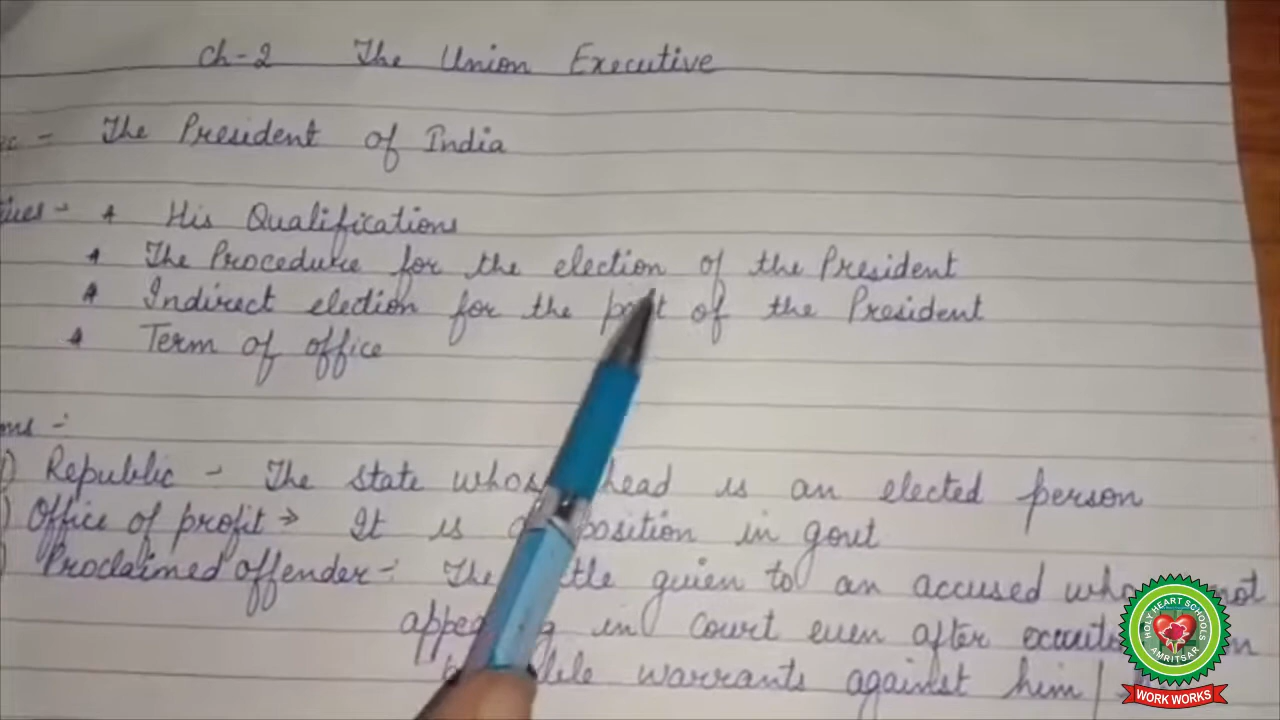 Ch-2 The Union Executive
The President of India
* His Qualifications
* The Procedure for the election of the President
* Indirect election for the of the President
* Term of office
Republic - The state head is an elected person
Office of profit → It is position in govt
Proclaimed offender :- The given to an accused not
in court even after
warrants against him /
HOLY HEART SCHOOLS
AMRITSAR
WORK WORKS